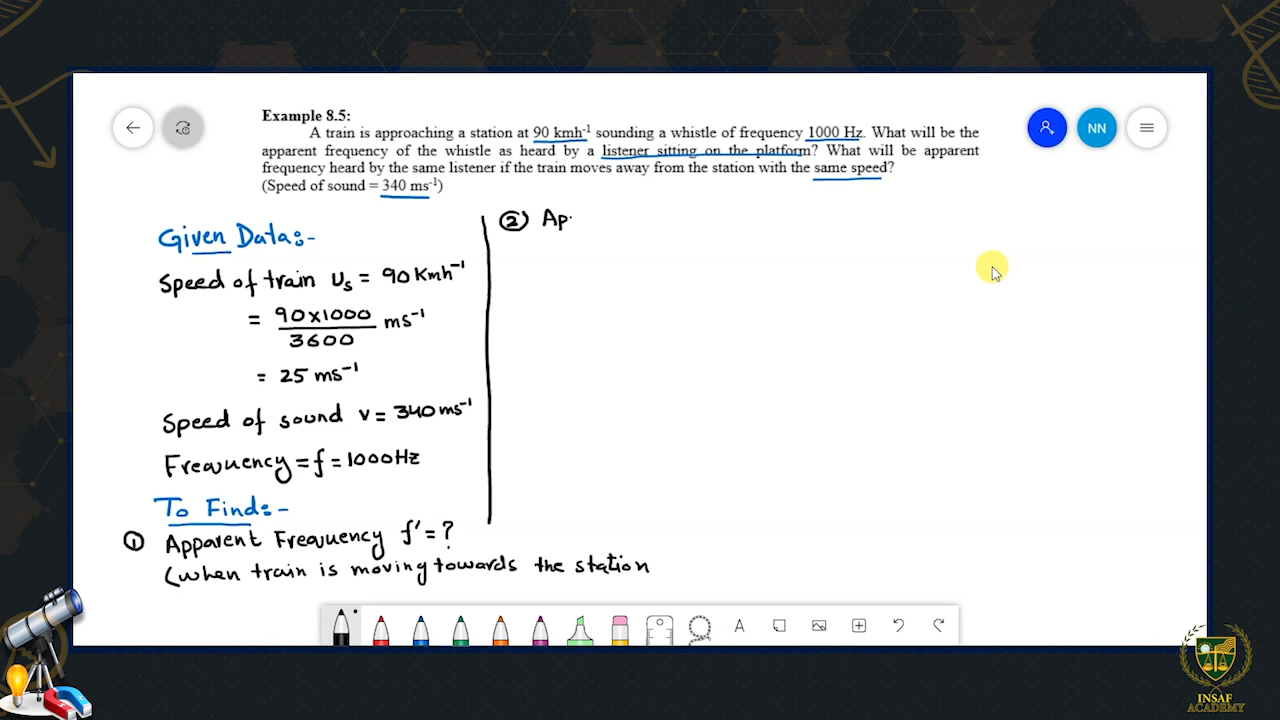 Example 8.5:
A train is approaching a station at 90 kmh⁻¹ sounding a whistle of frequency 1000 Hz. What will be the
apparent frequency of the whistle as heard by a listener sitting on the platform? What will be apparent
frequency heard by the same listener if the train moves away from the station with the same speed?
(Speed of sound = 340 ms⁻¹)
NN
Given Data:-
Speed of train Us = 90 Kmh⁻¹
= 90x1000/3600 ms⁻¹
= 25 ms⁻¹
Speed of sound v = 340 ms⁻¹
Frequency = f = 1000 Hz
To Find:-
① Apparent Frequency f' = ?
(when train is moving towards the station
② Ap
A
INSAF
ACADEMY